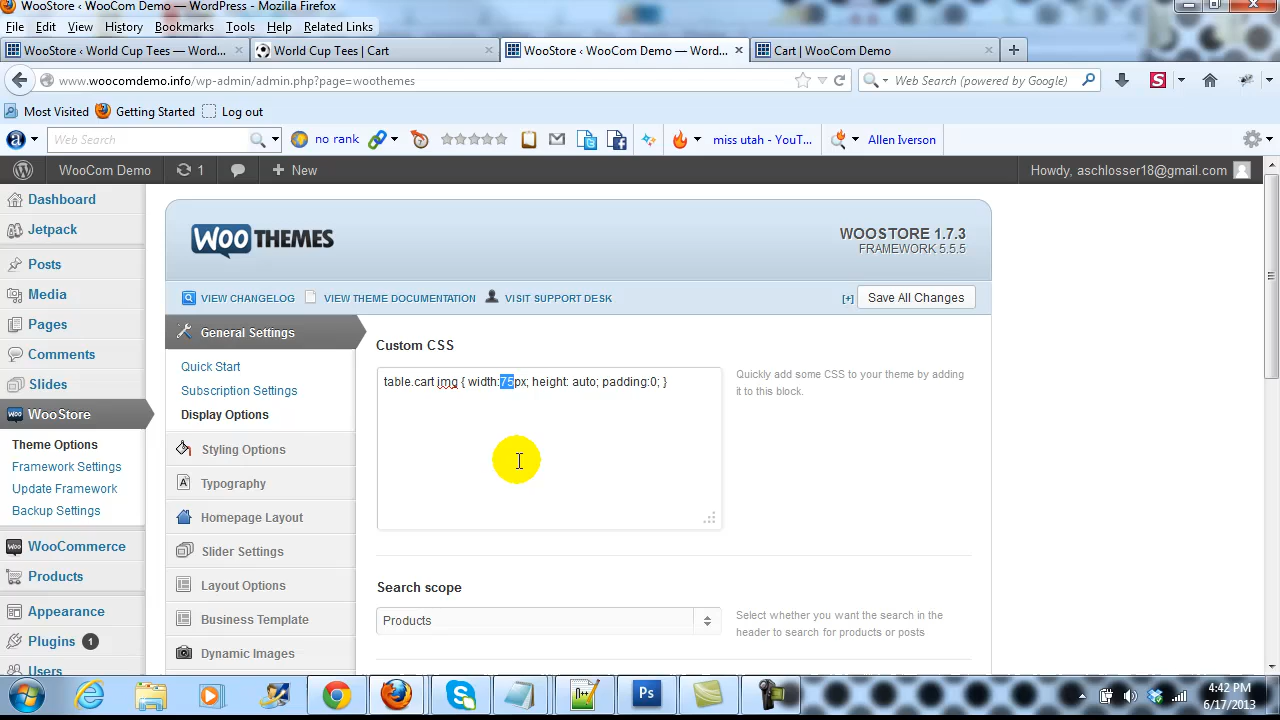 WooStore ‹ WooCom Demo — WordPress - Mozilla Firefox
File Edit View History Bookmarks Tools Help Related Links
WooStore ‹ World Cup Tees — Word... × World Cup Tees | Cart × WooStore ‹ WooCom Demo — Word... × Cart | WooCom Demo × +
www.woocomdemo.info/wp-admin/admin.php?page=woothemes Web Search (powered by Google)
Most Visited Getting Started Log out
Web Search no rank miss utah - YouT... Allen Iverson
WooCom Demo 1 + New Howdy, aschlosser18@gmail.com
Dashboard
Jetpack
Posts
Media
Pages
Comments
Slides
WooStore
Theme Options
Framework Settings
Update Framework
Backup Settings
WooCommerce
Products
Appearance
Plugins 1
Users
WOOTHEMES
WOOSTORE 1.7.3
FRAMEWORK 5.5.5
VIEW CHANGELOG VIEW THEME DOCUMENTATION VISIT SUPPORT DESK [+] Save All Changes
General Settings
Quick Start
Subscription Settings
Display Options
Styling Options
Typography
Homepage Layout
Slider Settings
Layout Options
Business Template
Dynamic Images
Custom CSS
table.cart img { width:75px; height: auto; padding:0; }
Quickly add some CSS to your theme by adding
it to this block.
Search scope
Products
Select whether you want the search in the
header to search for products or posts
Ps
4:42 PM
6/17/2013